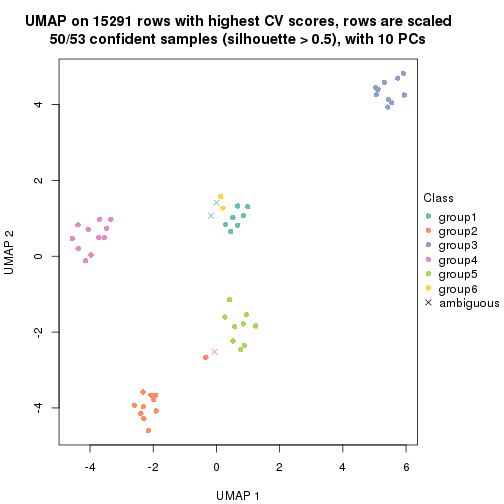 UMAP on 15291 rows with highest CV scores, rows are scaled
50/53 confident samples (silhouette > 0.5), with 10 PCs
4
2
0
-2
-4
UMAP 2
-4
-2
0
2
4
6
UMAP 1
Class
group1
group2
group3
group4
group5
group6
ambiguous